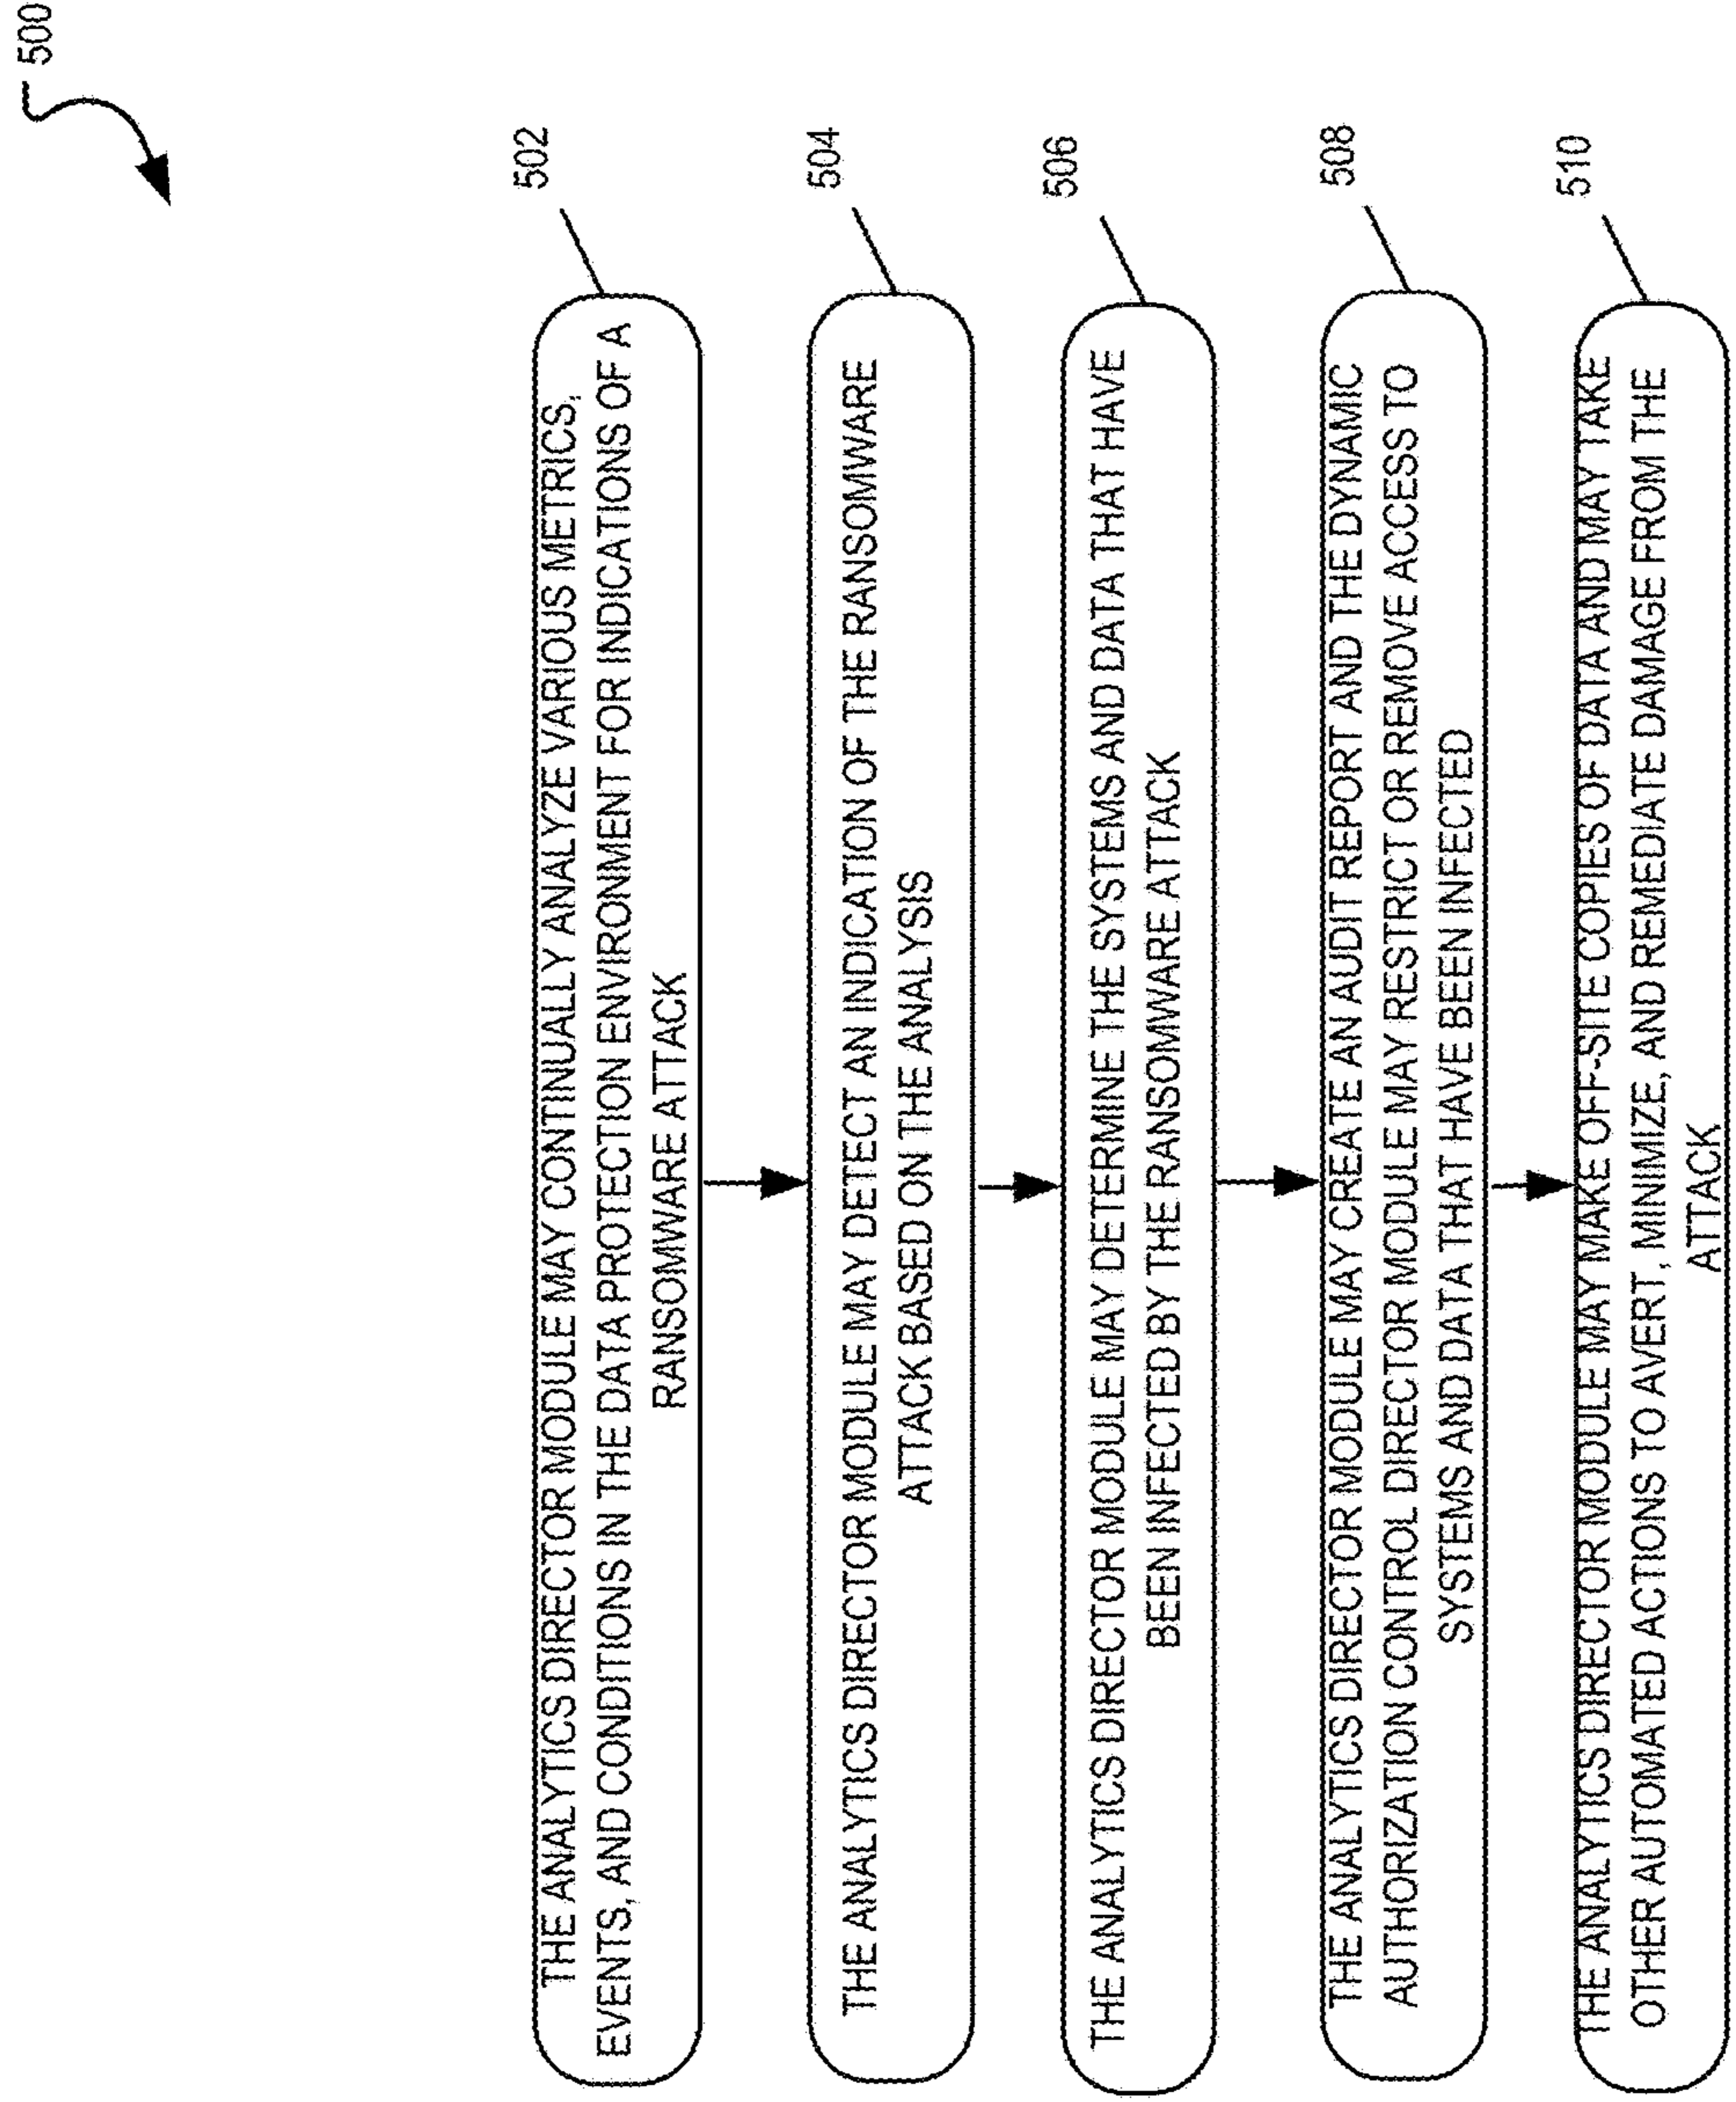 500
502
THE ANALYTICS DIRECTOR MODULE MAY CONTINUALLY ANALYZE VARIOUS METRICS,
EVENTS, AND CONDITIONS IN THE DATA PROTECTION ENVIRONMENT FOR INDICATIONS OF A
RANSOMWARE ATTACK
504
THE ANALYTICS DIRECTOR MODULE MAY DETECT AN INDICATION OF THE RANSOMWARE
ATTACK BASED ON THE ANALYSIS
506
THE ANALYTICS DIRECTOR MODULE MAY DETERMINE THE SYSTEMS AND DATA THAT HAVE
BEEN INFECTED BY THE RANSOMWARE ATTACK
508
THE ANALYTICS DIRECTOR MODULE MAY CREATE AN AUDIT REPORT AND THE DYNAMIC
AUTHORIZATION CONTROL DIRECTOR MODULE MAY RESTRICT OR REMOVE ACCESS TO
SYSTEMS AND DATA THAT HAVE BEEN INFECTED
510
THE ANALYTICS DIRECTOR MODULE MAY MAKE OFF-SITE COPIES OF DATA AND MAY TAKE
OTHER AUTOMATED ACTIONS TO AVERT, MINIMIZE, AND REMEDIATE DAMAGE FROM THE
ATTACK